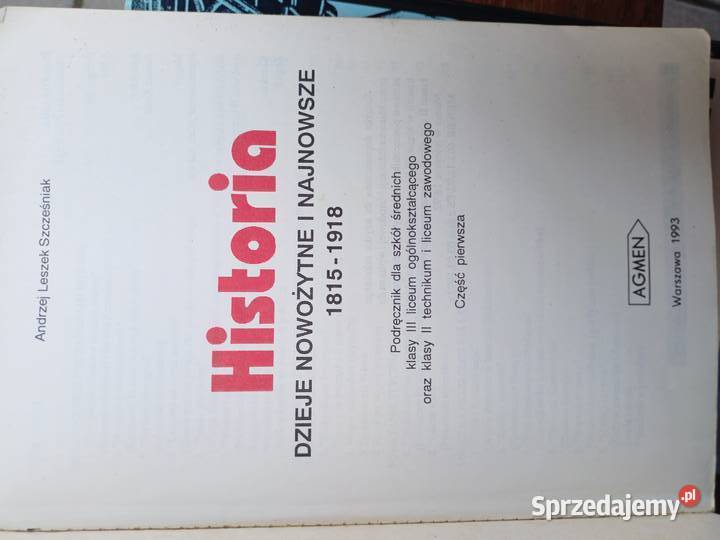 Andrzej Leszek Szcześniak
Historia
DZIEJE NOWOŻYTNE I NAJNOWSZE
1815-1918
Podręcznik dla szkół średnich
klasy III liceum ogólnokształcącego
oraz klasy II technikum i liceum zawodowego
Część pierwsza
AGMEN
Warszawa 1993
Sprzedajemy.pl